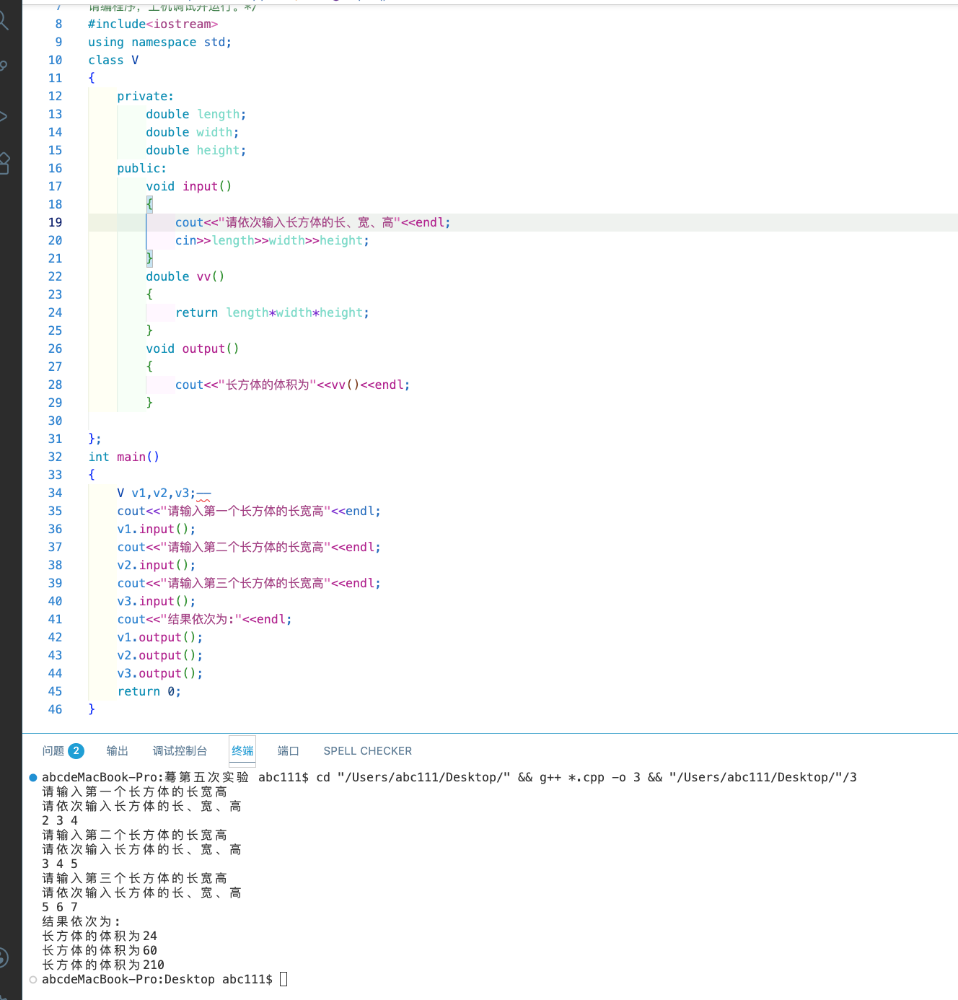 7 请编程序，上机调试并运行。*/
8 #include<iostream>
9 using namespace std;
10 class V
11 {
12 private:
13 double length;
14 double width;
15 double height;
16 public:
17 void input()
18 {
19 cout<<"请依次输入长方体的长、宽、高"<<endl;
20 cin>>length>>width>>height;
21 }
22 double vv()
23 {
24 return length*width*height;
25 }
26 void output()
27 {
28 cout<<"长方体的体积为"<<vv()<<endl;
29 }
30
31 };
32 int main()
33 {
34 V v1,v2,v3;——
35 cout<<"请输入第一个长方体的长宽高"<<endl;
36 v1.input();
37 cout<<"请输入第二个长方体的长宽高"<<endl;
38 v2.input();
39 cout<<"请输入第三个长方体的长宽高"<<endl;
40 v3.input();
41 cout<<"结果依次为:"<<endl;
42 v1.output();
43 v2.output();
44 v3.output();
45 return 0;
46 }
问题 2 输出 调试控制台 终端 端口 SPELL CHECKER
abcdeMacBook-Pro:蓦第五次实验 abc111$ cd "/Users/abc111/Desktop/" && g++ *.cpp -o 3 && "/Users/abc111/Desktop/"/3
请输入第一个长方体的长宽高
请依次输入长方体的长、宽、高
2 3 4
请输入第二个长方体的长宽高
请依次输入长方体的长、宽、高
3 4 5
请输入第三个长方体的长宽高
请依次输入长方体的长、宽、高
5 6 7
结果依次为:
长方体的体积为24
长方体的体积为60
长方体的体积为210
abcdeMacBook-Pro:Desktop abc111$